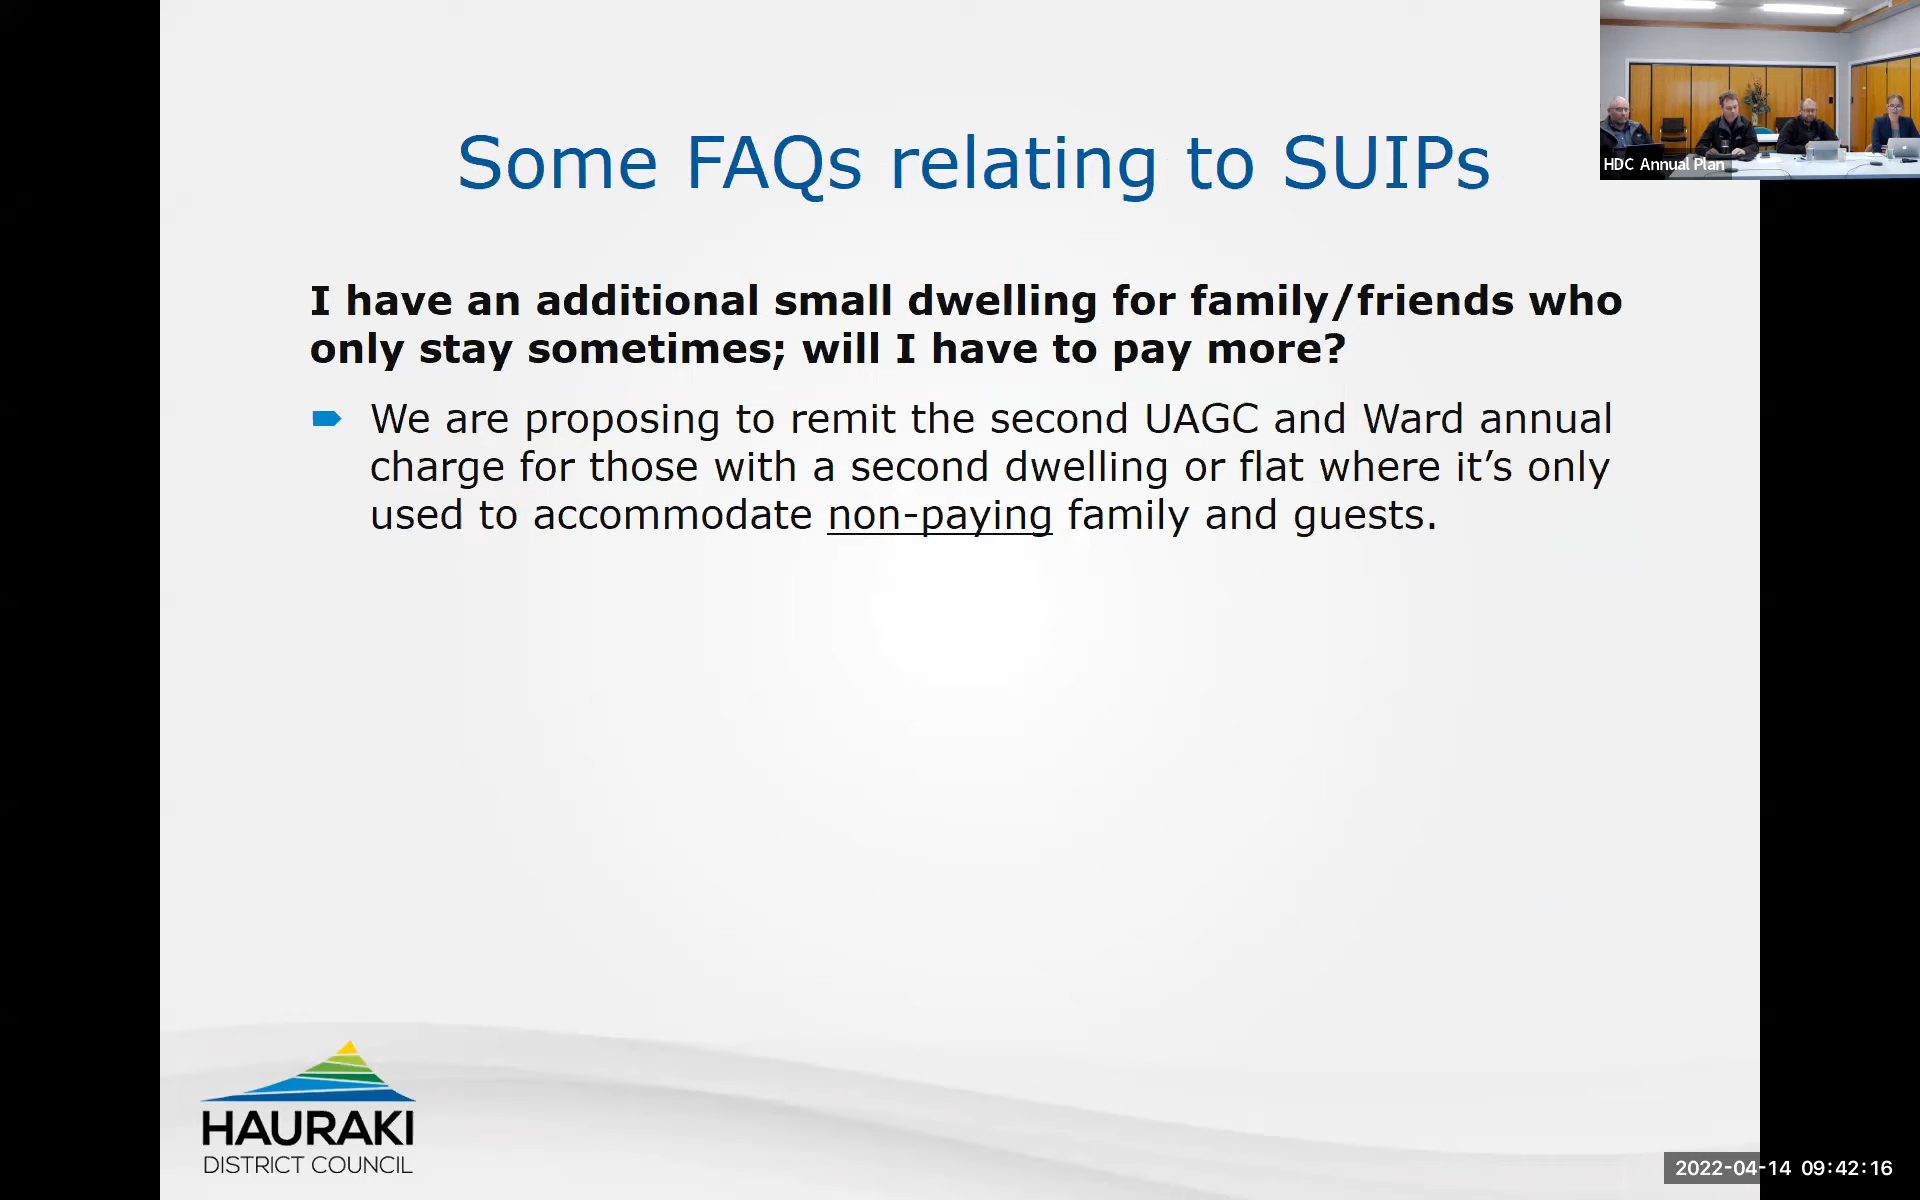 Some FAQs relating to SUIPs
HDC Annual Plan
I have an additional small dwelling for family/friends who
only stay sometimes; will I have to pay more?
We are proposing to remit the second UAGC and Ward annual
charge for those with a second dwelling or flat where it’s only
used to accommodate non-paying family and guests.
HAURAKI
DISTRICT COUNCIL
2022-04-14 09:42:16